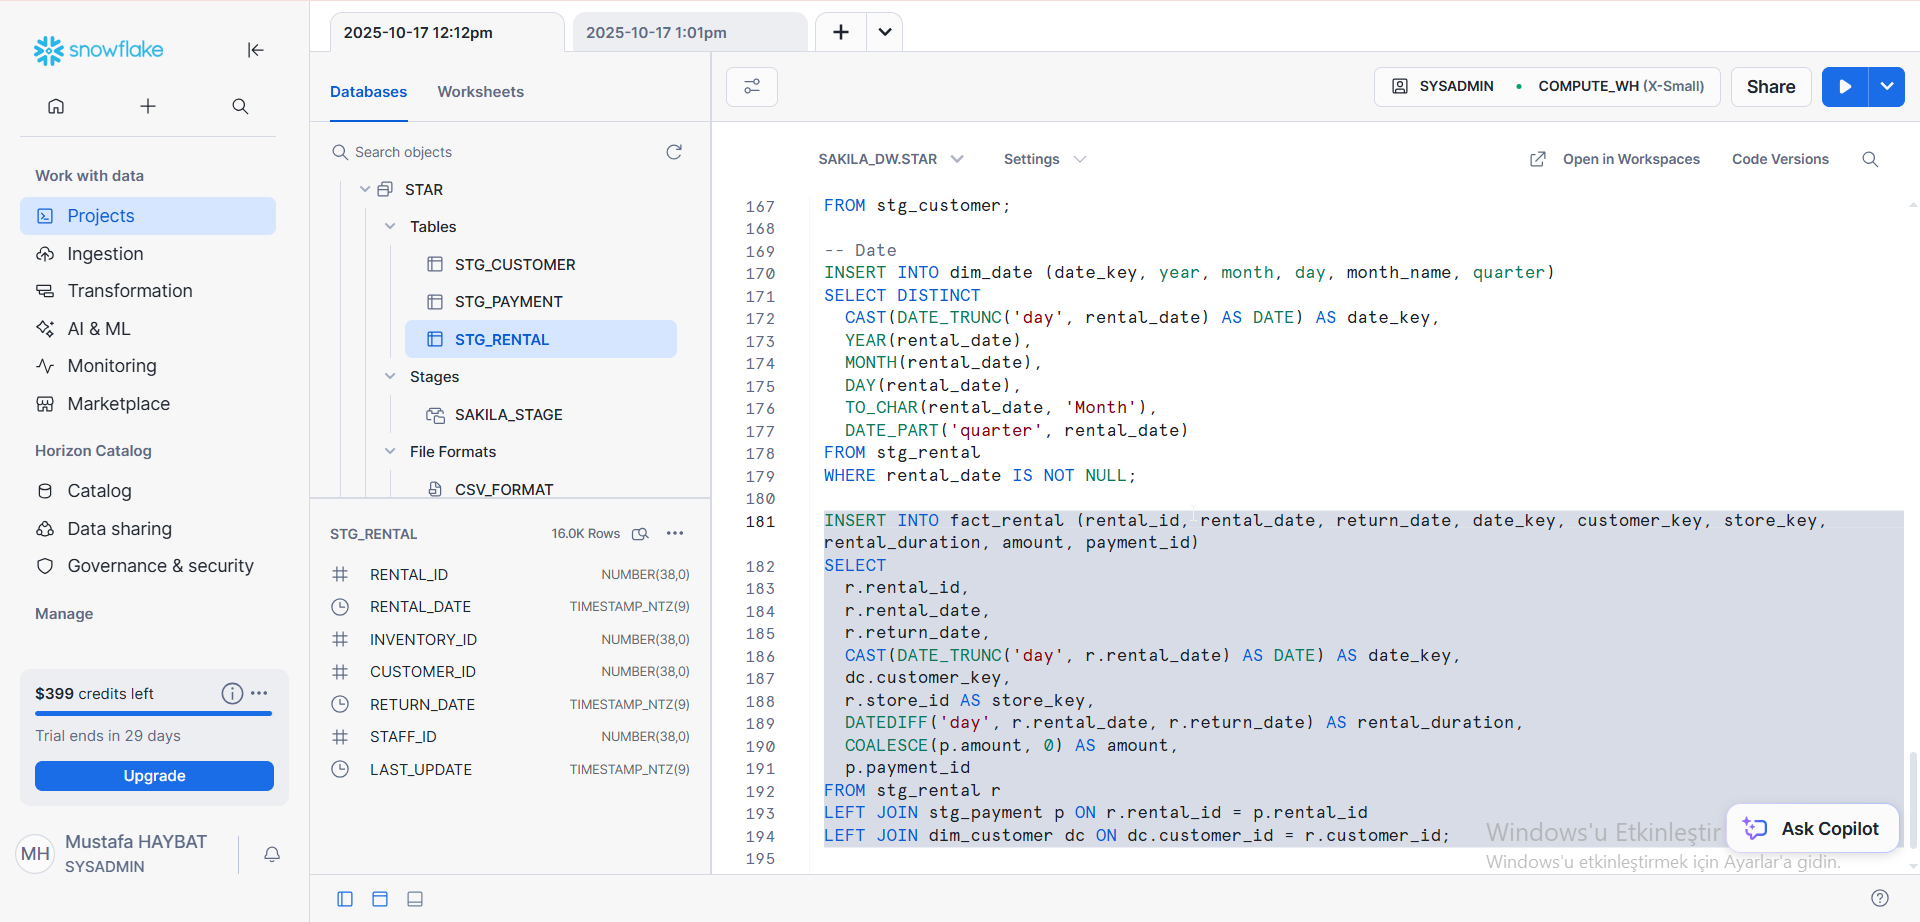 snowflake
Work with data
Projects
Ingestion
Transformation
AI & ML
Monitoring
Marketplace
Horizon Catalog
Catalog
Data sharing
Governance & security
Manage
$399 credits left
Trial ends in 29 days
Upgrade
MH
Mustafa HAYBAT
SYSADMIN
2025-10-17 12:12pm
2025-10-17 1:01pm
Databases
Worksheets
Search objects
STAR
Tables
STG_CUSTOMER
STG_PAYMENT
STG_RENTAL
Stages
SAKILA_STAGE
File Formats
CSV_FORMAT
STG_RENTAL 16.0K Rows
RENTAL_ID NUMBER(38,0)
RENTAL_DATE TIMESTAMP_NTZ(9)
INVENTORY_ID NUMBER(38,0)
CUSTOMER_ID NUMBER(38,0)
RETURN_DATE TIMESTAMP_NTZ(9)
STAFF_ID NUMBER(38,0)
LAST_UPDATE TIMESTAMP_NTZ(9)
SYSADMIN COMPUTE_WH (X-Small)
Share
SAKILA_DW.STAR
Settings
Open in Workspaces
Code Versions
167 FROM stg_customer;
168
169 -- Date
170 INSERT INTO dim_date (date_key, year, month, day, month_name, quarter)
171 SELECT DISTINCT
172 CAST(DATE_TRUNC('day', rental_date) AS DATE) AS date_key,
173 YEAR(rental_date),
174 MONTH(rental_date),
175 DAY(rental_date),
176 TO_CHAR(rental_date, 'Month'),
177 DATE_PART('quarter', rental_date)
178 FROM stg_rental
179 WHERE rental_date IS NOT NULL;
180
181 INSERT INTO fact_rental (rental_id, rental_date, return_date, date_key, customer_key, store_key,
rental_duration, amount, payment_id)
182 SELECT
183 r.rental_id,
184 r.rental_date,
185 r.return_date,
186 CAST(DATE_TRUNC('day', r.rental_date) AS DATE) AS date_key,
187 dc.customer_key,
188 r.store_id AS store_key,
189 DATEDIFF('day', r.rental_date, r.return_date) AS rental_duration,
190 COALESCE(p.amount, 0) AS amount,
191 p.payment_id
192 FROM stg_rental r
193 LEFT JOIN stg_payment p ON r.rental_id = p.rental_id
194 LEFT JOIN dim_customer dc ON dc.customer_id = r.customer_id;
195
Windows'u Etkinleştir
Windows'u etkinleştirmek için Ayarlar'a gidin.
Ask Copilot